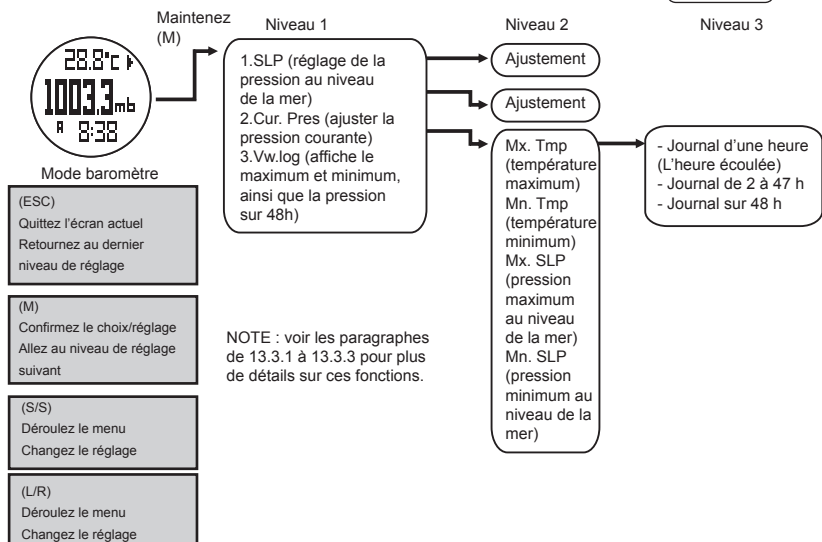 Maintenez
(M)
Niveau 1
Niveau 2
Niveau 3
28.8°C
1003.3mb
A 8:38
Mode baromètre
1.SLP (réglage de la
pression au niveau
de la mer)
2.Cur. Pres (ajuster la
pression courante)
3.Vw.log (affiche le
maximum et minimum,
ainsi que la pression
sur 48h)
Ajustement
Ajustement
Mx. Tmp
(température
maximum)
Mn. Tmp
(température
minimum)
Mx. SLP
(pression
maximum
au niveau
de la mer)
Mn. SLP
(pression
minimum au
niveau de la
mer)
- Journal d'une heure
(L'heure écoulée)
- Journal de 2 à 47 h
- Journal sur 48 h
(ESC)
Quittez l'écran actuel
Retournez au dernier
niveau de réglage
(M)
Confirmez le choix/réglage
Allez au niveau de réglage
suivant
(S/S)
Déroulez le menu
Changez le réglage
(L/R)
Déroulez le menu
Changez le réglage
NOTE : voir les paragraphes
de 13.3.1 à 13.3.3 pour plus
de détails sur ces fonctions.